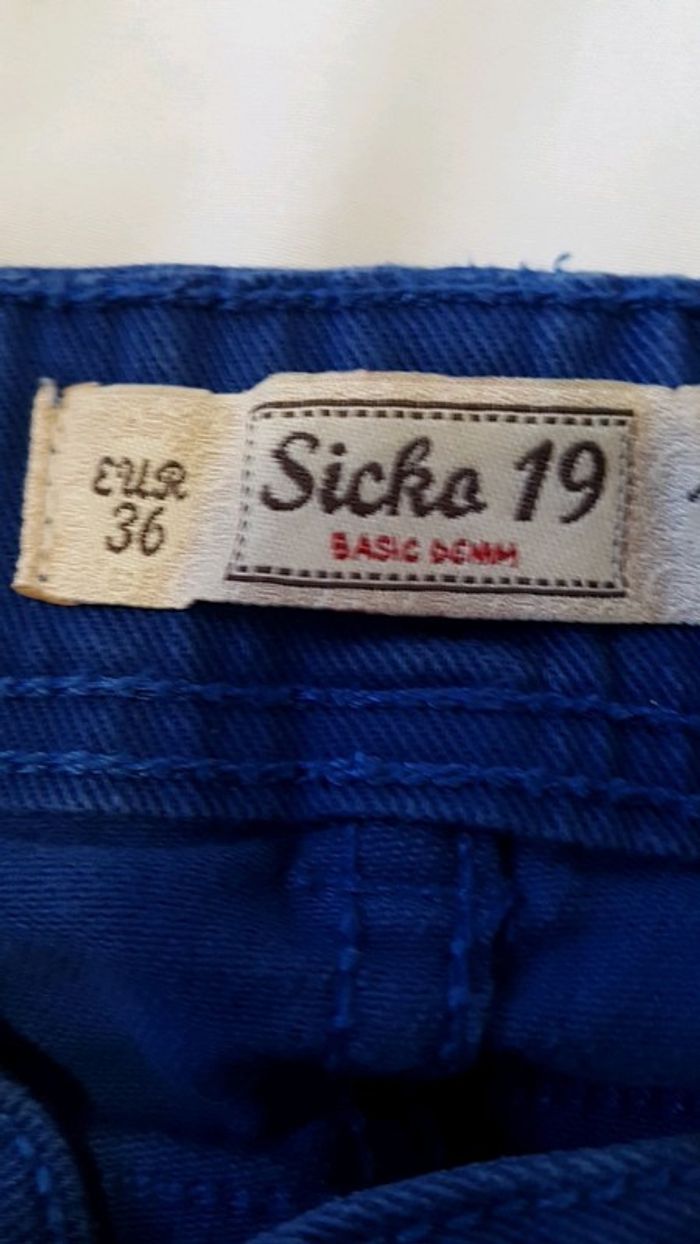 EUR
36
Sicko 19
BASIC DENIM